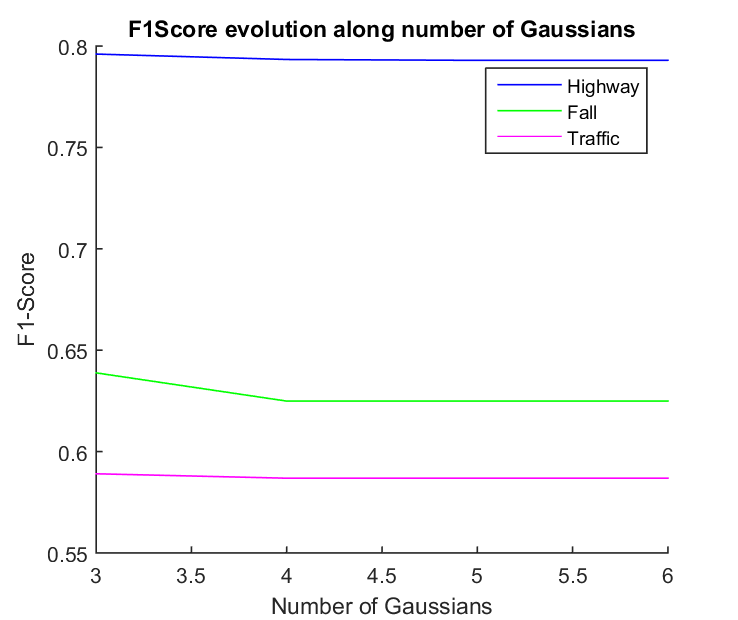 F1Score evolution along number of Gaussians
0.8
0.75
0.7
0.65
0.6
0.55
F1-Score
Highway
Fall
Traffic
3 3.5 4 4.5 5 5.5 6
Number of Gaussians